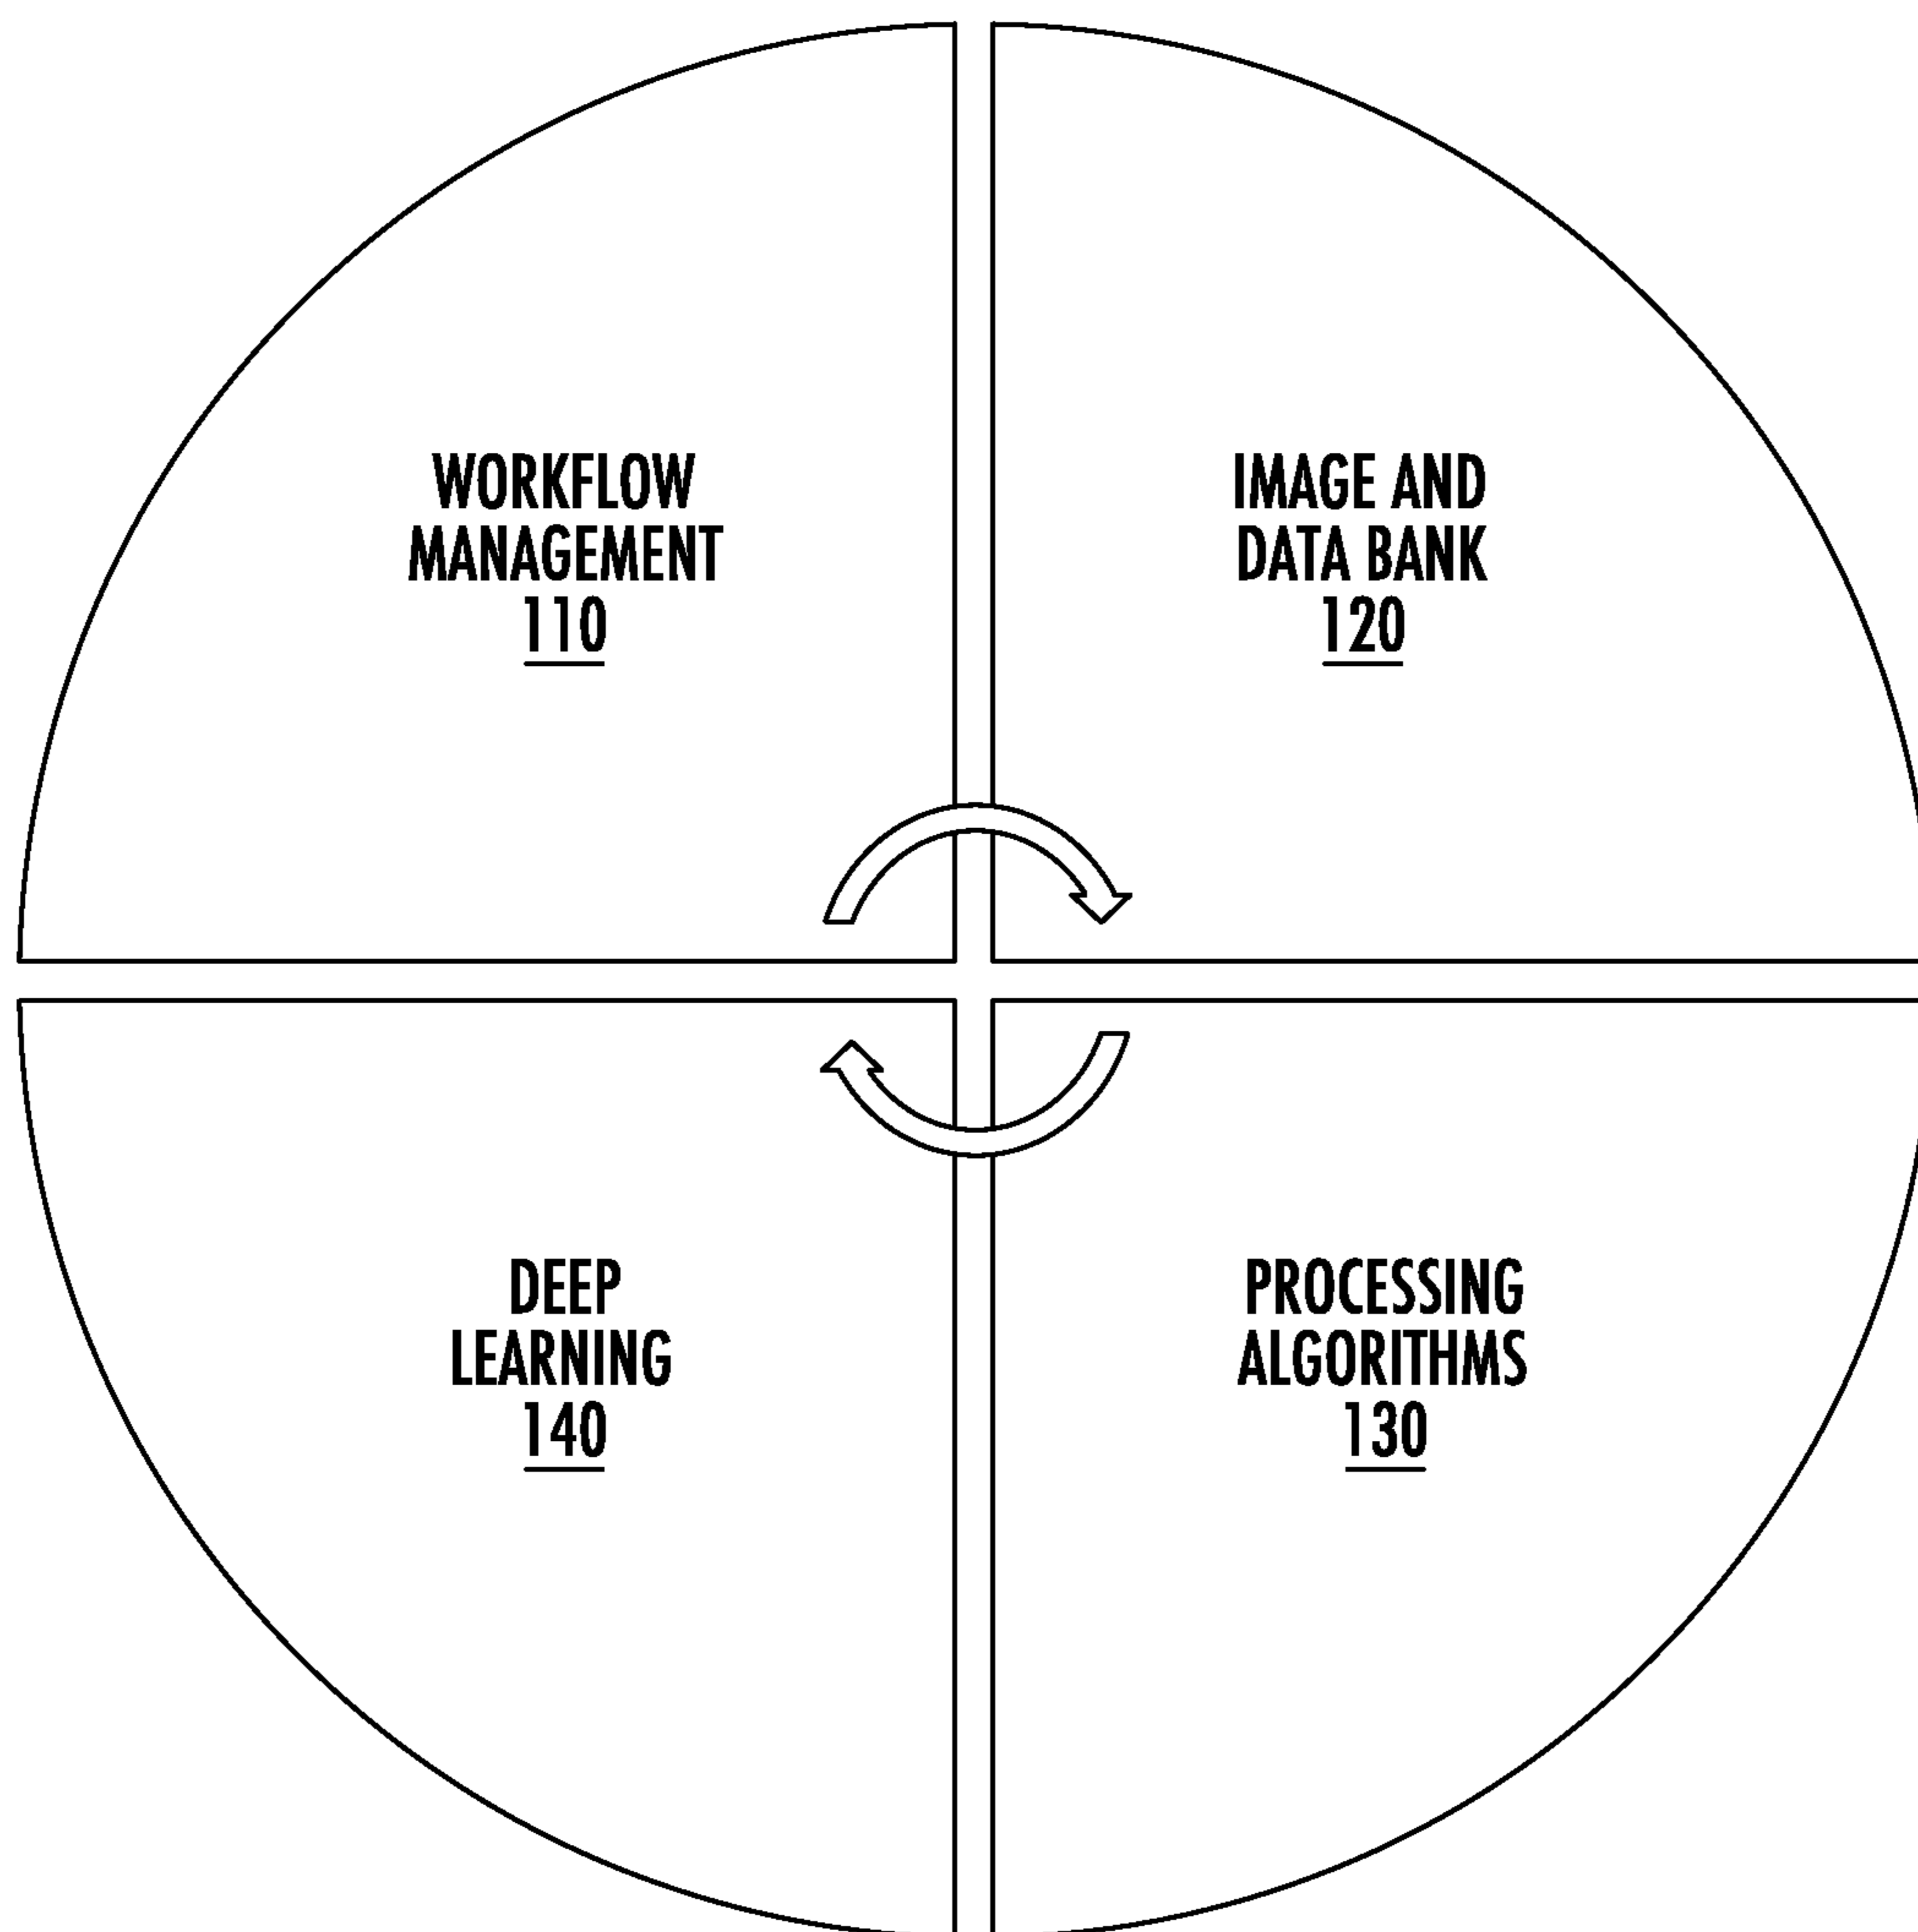 WORKFLOW
MANAGEMENT
110
IMAGE AND
DATA BANK
120
DEEP
LEARNING
140
PROCESSING
ALGORITHMS
130